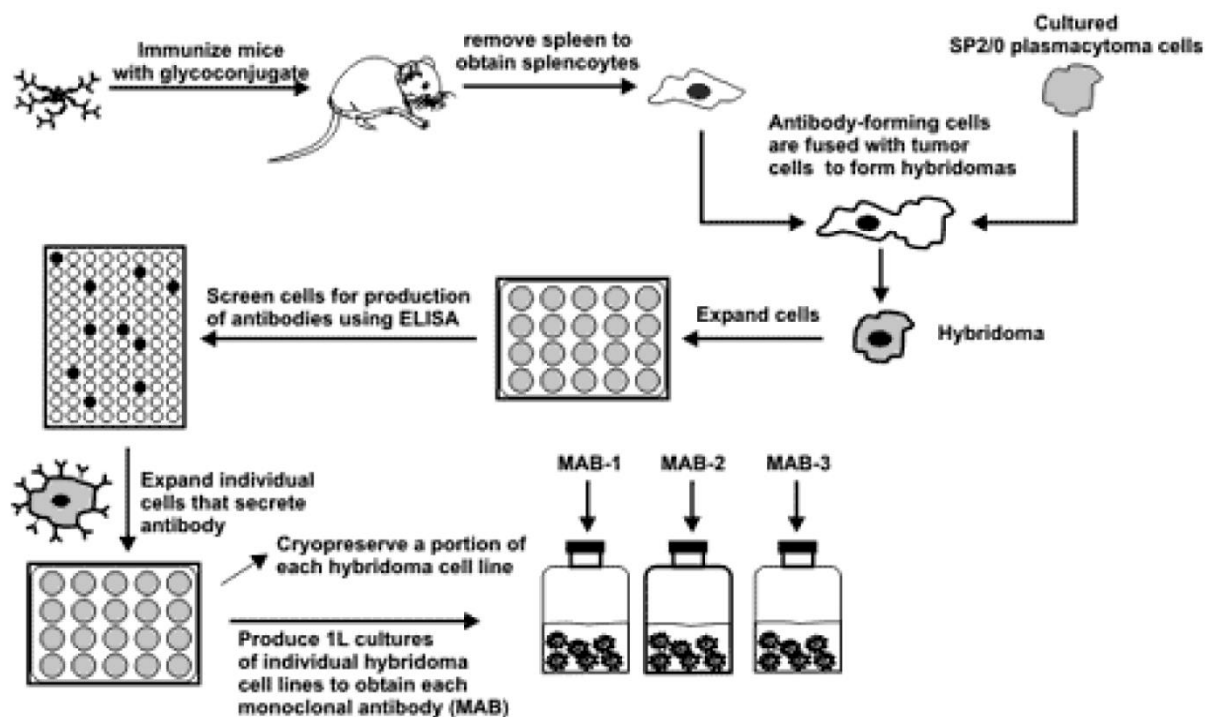 Immunize mice
with glycoconjugate
remove spleen to
obtain splencoytes
Cultured
SP2/0 plasmacytoma cells
Antibody-forming cells
are fused with tumor
cells to form hybridomas
Screen cells for production
of antibodies using ELISA
Expand cells
Hybridoma
Expand individual
cells that secrete
antibody
MAB-1
MAB-2
MAB-3
Cryopreserve a portion of
each hybridoma cell line
Produce 1L cultures
of individual hybridoma
cell lines to obtain each
monoclonal antibody (MAB)